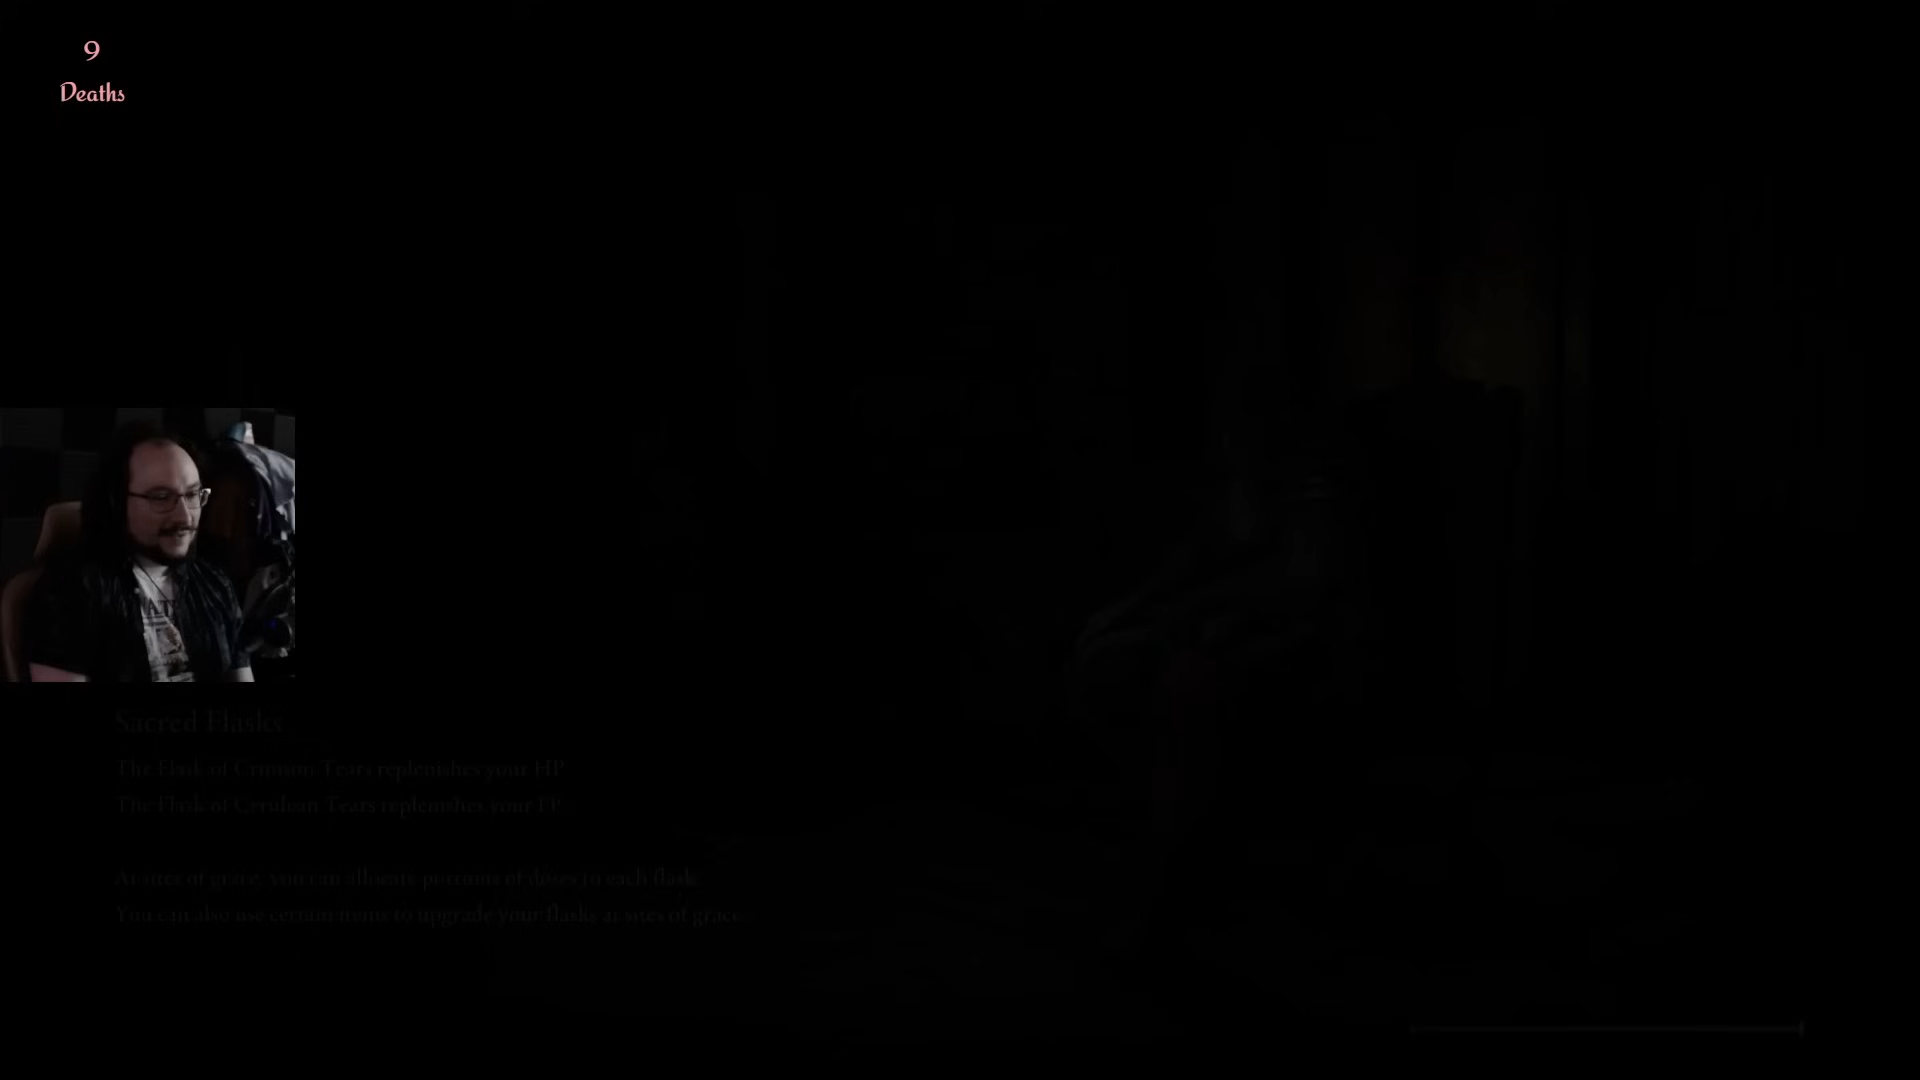 9
Deaths
Sacred Flasks
The Flask of Crimson Tears replenishes your HP
The Flask of Cerulean Tears replenishes your FP
At sites of grace, you can allocate portions of doses to each flask
You can also use certain items to upgrade your flasks at sites of grace